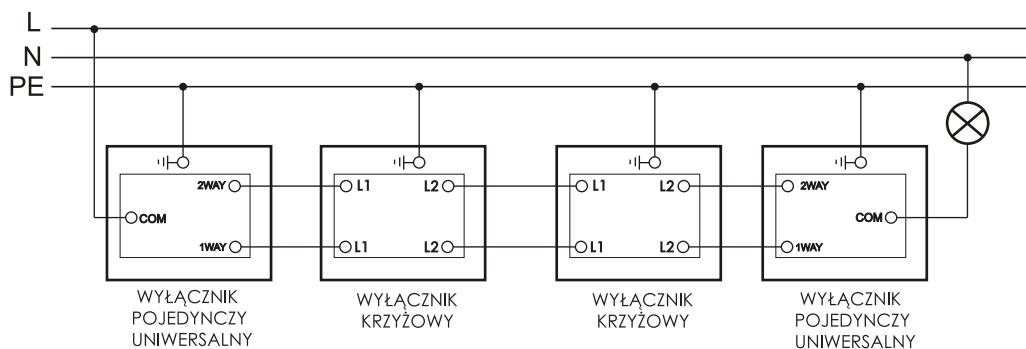 L
N
PE
2WAY
COM
1WAY
L1
L2
L1
L2
L1
L2
L1
L2
2WAY
COM
1WAY
WYŁĄCZNIK
POJEDYNCZY
UNIWERSALNY
WYŁĄCZNIK
KRZYŻOWY
WYŁĄCZNIK
KRZYŻOWY
WYŁĄCZNIK
POJEDYNCZY
UNIWERSALNY